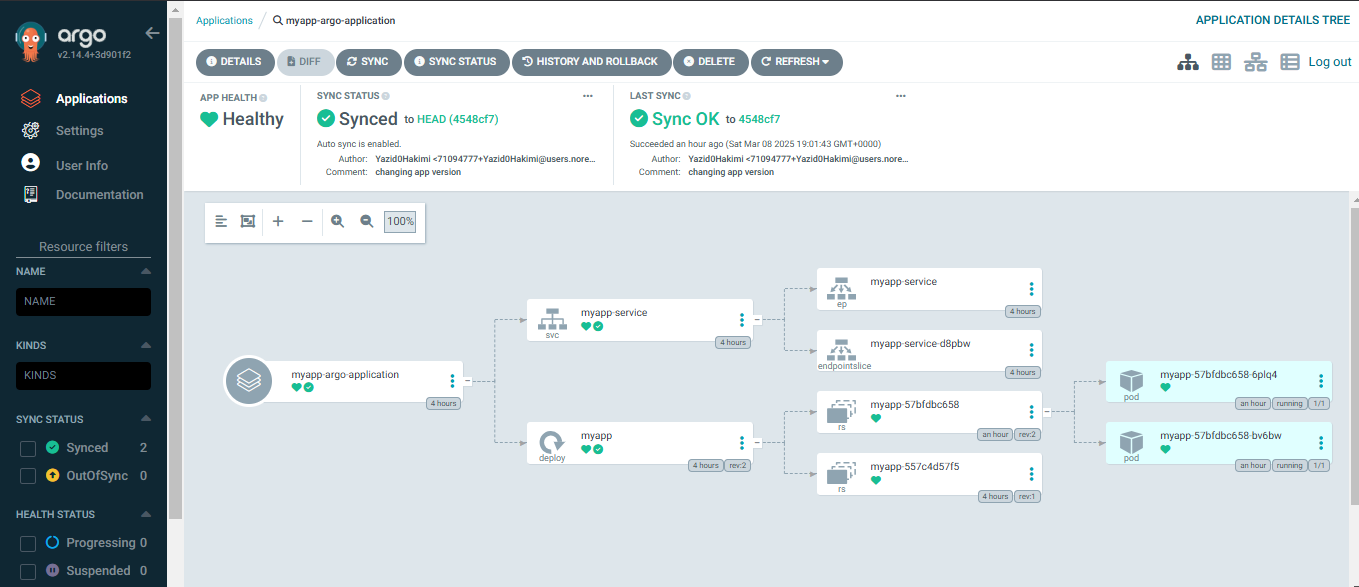 argo
v2.14.4+3d901f2
Applications
Settings
User Info
Documentation
Resource filters
NAME
NAME
KINDS
KINDS
SYNC STATUS
Synced 2
OutOfSync 0
HEALTH STATUS
Progressing 0
Suspended 0
Applications / myapp-argo-application
APPLICATION DETAILS TREE
DETAILS DIFF SYNC SYNC STATUS HISTORY AND ROLLBACK DELETE REFRESH
Log out
APP HEALTH
Healthy
SYNC STATUS
Synced to HEAD (4548cf7)
Auto sync is enabled.
Author: Yazid0Hakimi <71094777+Yazid0Hakimi@users.nore...
Comment: changing app version
LAST SYNC
Sync OK to 4548cf7
Succeeded an hour ago (Sat Mar 08 2025 19:01:43 GMT+0000)
Author: Yazid0Hakimi <71094777+Yazid0Hakimi@users.nore...
Comment: changing app version
100%
myapp-argo-application
4 hours
svc
myapp-service
4 hours
deploy
myapp
4 hours rev:2
ep
myapp-service
4 hours
endpointslice
myapp-service-d8pbw
4 hours
rs
myapp-57bfdbc658
an hour rev:2
rs
myapp-557c4d57f5
4 hours rev:1
pod
myapp-57bfdbc658-6plq4
an hour running 1/1
pod
myapp-57bfdbc658-bv6bw
an hour running 1/1